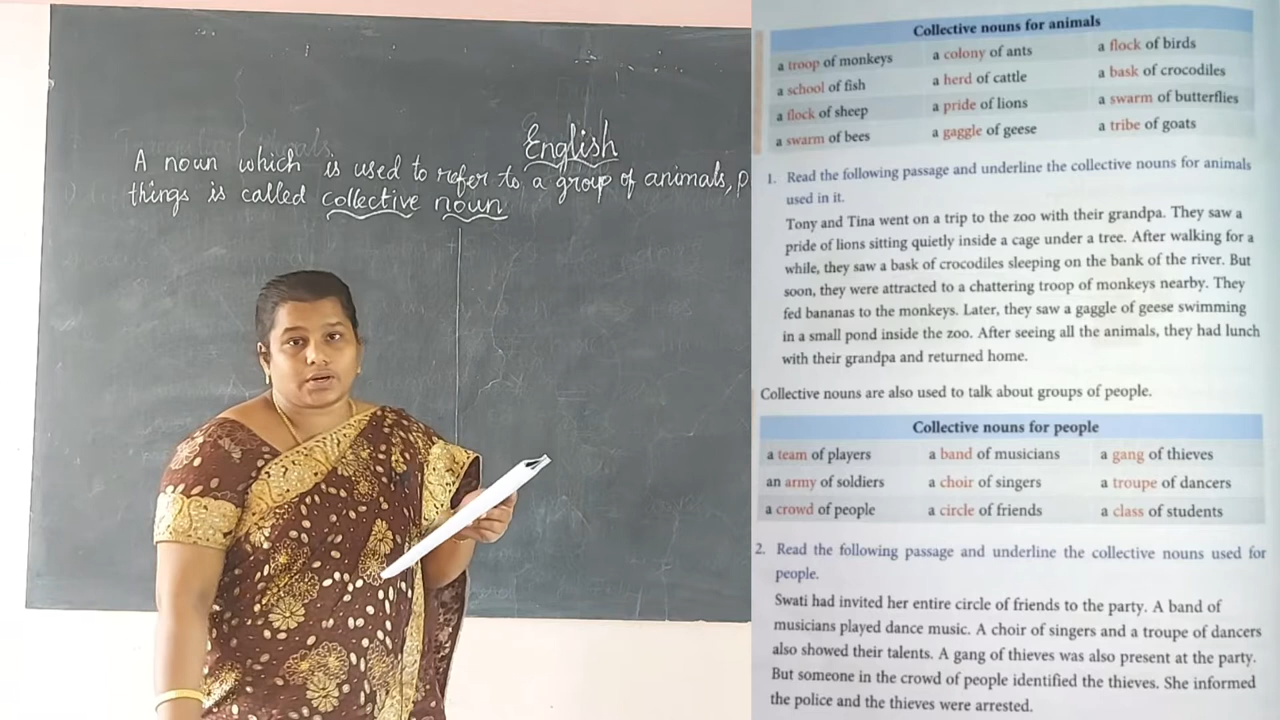 English
A noun which is used to refer to a group of animals, p
things is called collective noun
Collective nouns for animals
a troop of monkeys a colony of ants a flock of birds
a school of fish a herd of cattle a bask of crocodiles
a flock of sheep a pride of lions a swarm of butterflies
a swarm of bees a gaggle of geese a tribe of goats
1. Read the following passage and underline the collective nouns for animals
used in it.
Tony and Tina went on a trip to the zoo with their grandpa. They saw a
pride of lions sitting quietly inside a cage under a tree. After walking for a
while, they saw a bask of crocodiles sleeping on the bank of the river. But
soon, they were attracted to a chattering troop of monkeys nearby. They
fed bananas to the monkeys. Later, they saw a gaggle of geese swimming
in a small pond inside the zoo. After seeing all the animals, they had lunch
with their grandpa and returned home.
Collective nouns are also used to talk about groups of people.
Collective nouns for people
a team of players a band of musicians a gang of thieves
an army of soldiers a choir of singers a troupe of dancers
a crowd of people a circle of friends a class of students
2. Read the following passage and underline the collective nouns used for
people.
Swati had invited her entire circle of friends to the party. A band of
musicians played dance music. A choir of singers and a troupe of dancers
also showed their talents. A gang of thieves was also present at the party.
But someone in the crowd of people identified the thieves. She informed
the police and the thieves were arrested.